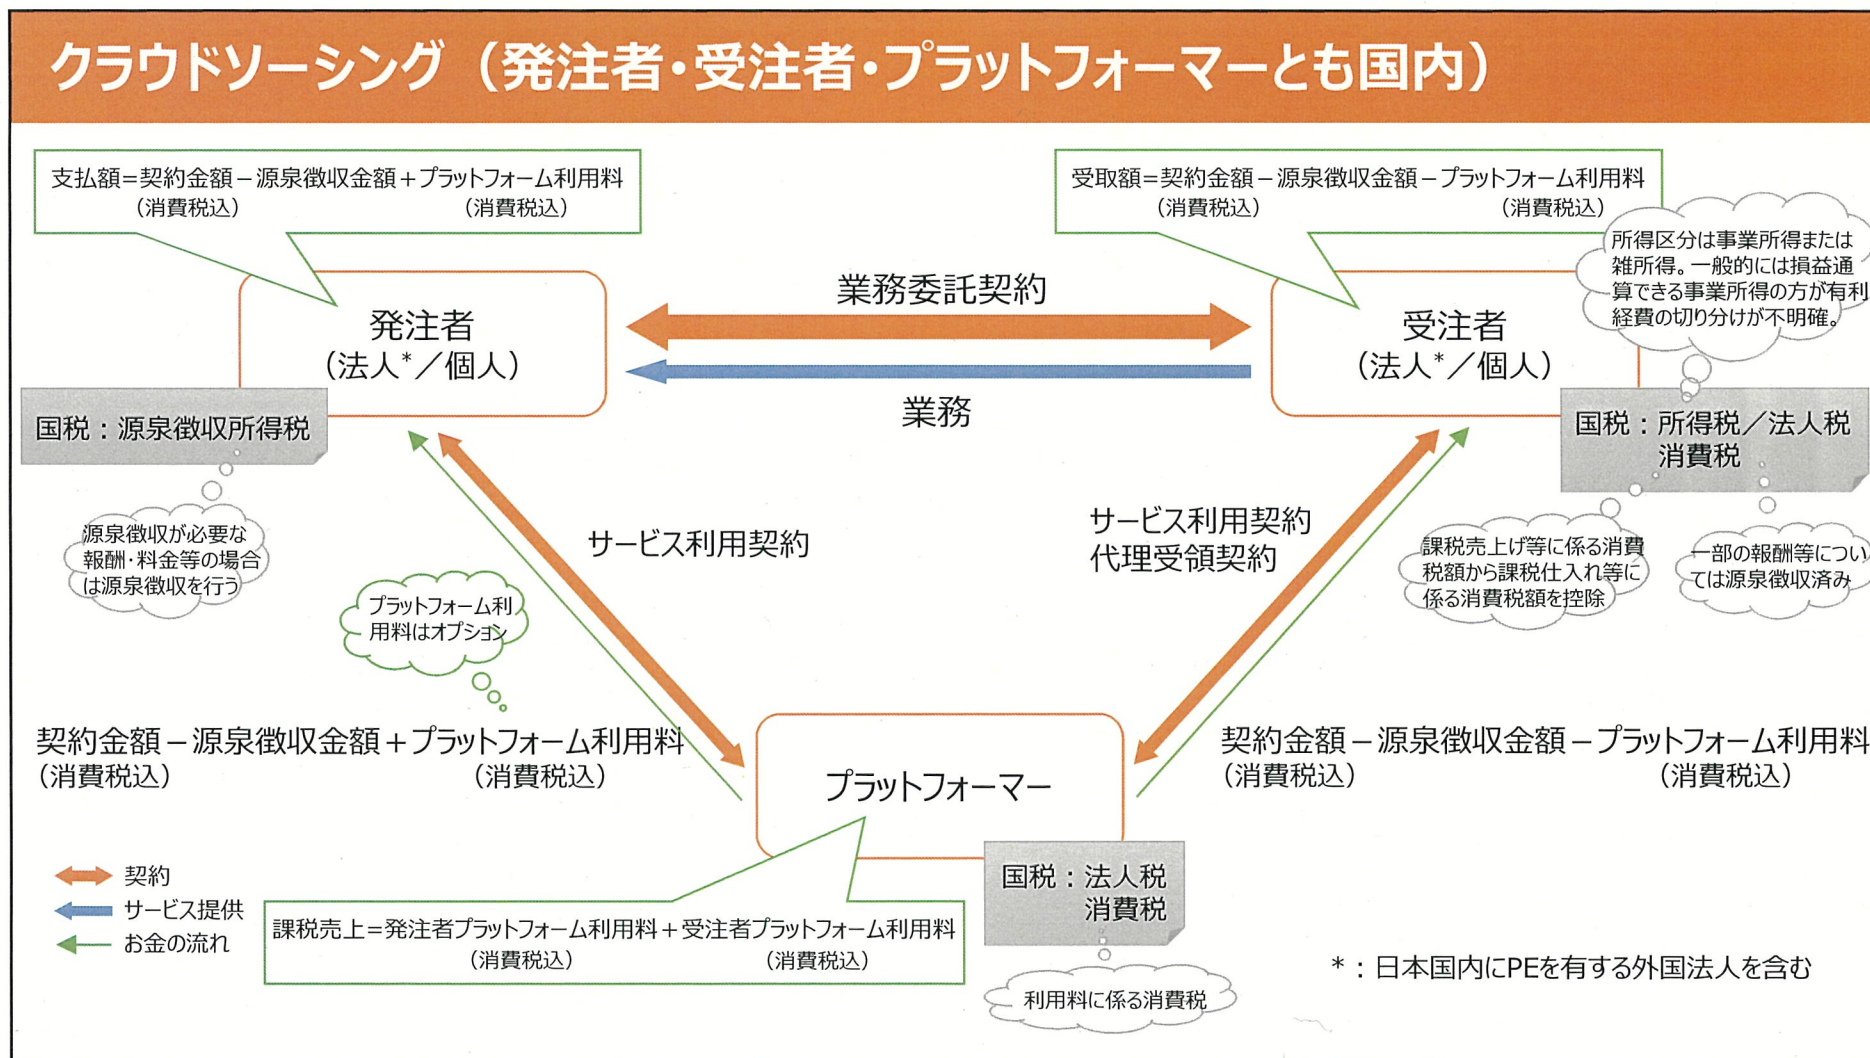 クラウドソーシング（発注者・受注者・プラットフォーマーとも国内）
支払額＝契約金額－源泉徴収金額＋プラットフォーム利用料
（消費税込）　（消費税込）
受取額＝契約金額－源泉徴収金額－プラットフォーム利用料
（消費税込）　（消費税込）
所得区分は事業所得または
雑所得。一般的には損益通
算できる事業所得の方が有利
経費の切り分けが不明確。
業務委託契約
発注者
（法人*／個人）
受注者
（法人*／個人）
業務
国税：源泉徴収所得税
国税：所得税／法人税
消費税
源泉徴収が必要な
報酬・料金等の場合
は源泉徴収を行う
サービス利用契約
サービス利用契約
代理受領契約
課税売上げ等に係る消費
税額から課税仕入れ等に
係る消費税額を控除
一部の報酬等につい
ては源泉徴収済み
プラットフォーム利
用料はオプション
契約金額－源泉徴収金額＋プラットフォーム利用料
（消費税込）　（消費税込）
契約金額－源泉徴収金額－プラットフォーム利用料
（消費税込）　（消費税込）
プラットフォーマー
契約
サービス提供
お金の流れ
国税：法人税
消費税
課税売上＝発注者プラットフォーム利用料＋受注者プラットフォーム利用料
（消費税込）　（消費税込）
利用料に係る消費税
*：日本国内にPEを有する外国法人を含む